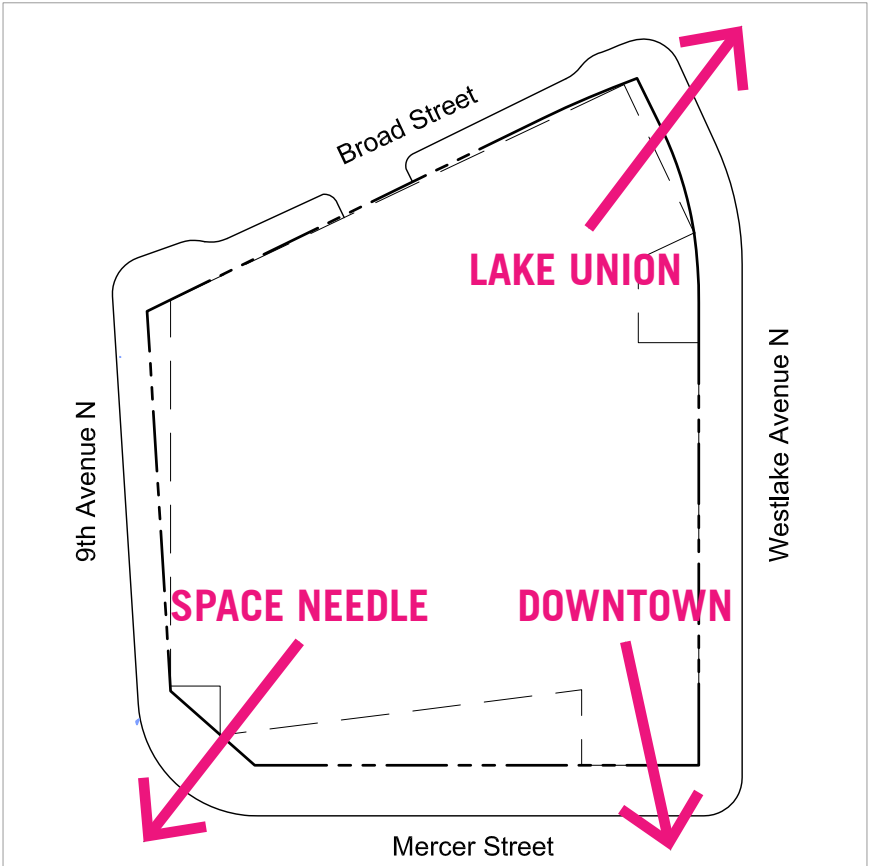 Broad Street
LAKE UNION
9th Avenue N
Westlake Avenue N
SPACE NEEDLE
DOWNTOWN
Mercer Street